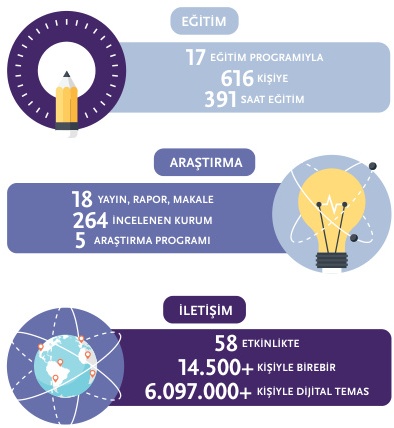 EĞİTİM
17 EĞİTİM PROGRAMIYLA
616 KİŞİYE
391 SAAT EĞİTİM
ARAŞTIRMA
18 YAYIN, RAPOR, MAKALE
264 İNCELENEN KURUM
5 ARAŞTIRMA PROGRAMI
İLETİŞİM
58 ETKİNLİKTE
14.500+ KİŞİYLE BİREBİR
6.097.000+ KİŞİYLE DİJİTAL TEMAS